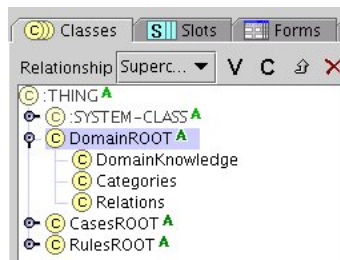 C Classes S Slots Forms
Relationship Superc... V C
C :THING A
C :SYSTEM-CLASS A
C DomainROOT A
C DomainKnowledge
C Categories
C Relations
C CasesROOT A
C RulesROOT A